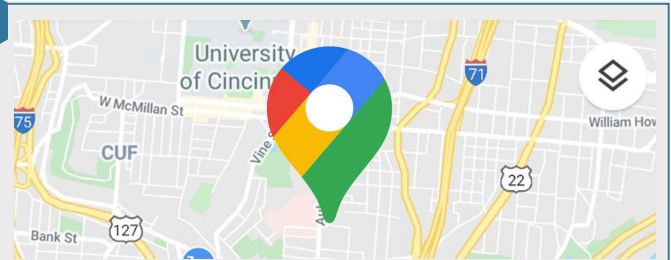 University
of Cincin
71
W McMillan St
75
William How
Vine S
CUF
22
127
Bank St